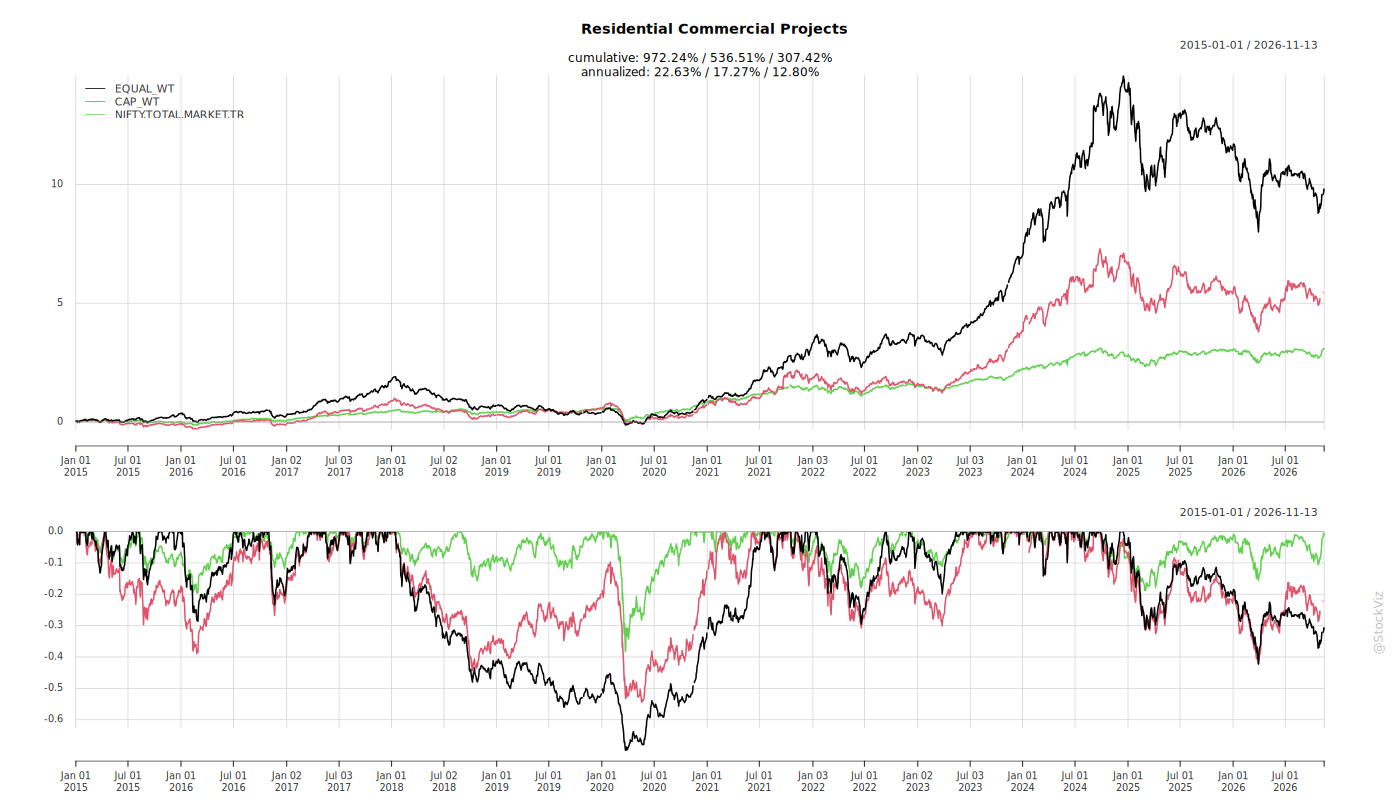 Residential Commercial Projects
2015-01-01 / 2026-11-13
cumulative: 972.24% / 536.51% / 307.42%
annualized: 22.63% / 17.27% / 12.80%
EQUAL_WT
CAP_WT
NIFTY.TOTAL.MARKET.TR
10
5
0
Jan 01 Jul 01 Jan 01 Jul 01 Jan 02 Jul 03 Jan 01 Jul 02 Jan 01 Jul 01 Jan 01 Jul 01 Jan 01 Jul 01 Jan 03 Jul 01 Jan 02 Jul 03 Jan 01 Jul 01 Jan 01 Jul 01 Jan 01 Jul 01
2015 2015 2016 2016 2017 2017 2018 2018 2019 2019 2020 2020 2021 2021 2022 2022 2023 2023 2024 2024 2025 2025 2026 2026
2015-01-01 / 2026-11-13
0.0
-0.1
-0.2
-0.3
-0.4
-0.5
-0.6
Jan 01 Jul 01 Jan 01 Jul 01 Jan 02 Jul 03 Jan 01 Jul 02 Jan 01 Jul 01 Jan 01 Jul 01 Jan 01 Jul 01 Jan 03 Jul 01 Jan 02 Jul 03 Jan 01 Jul 01 Jan 01 Jul 01 Jan 01 Jul 01
2015 2015 2016 2016 2017 2017 2018 2018 2019 2019 2020 2020 2021 2021 2022 2022 2023 2023 2024 2024 2025 2025 2026 2026
@StockViz